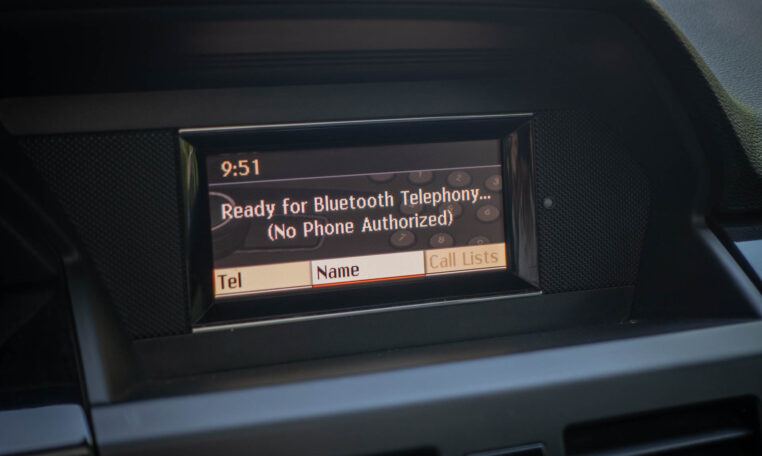 9:51
Ready for Bluetooth Telephony...
(No Phone Authorized)
Tel Name Call Lists